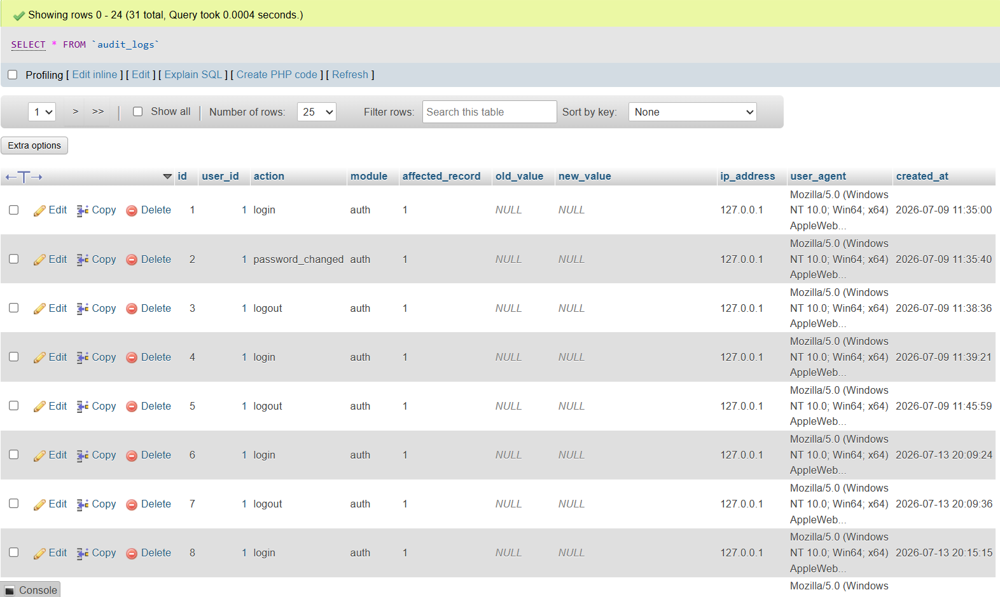 Showing rows 0 - 24 (31 total, Query took 0.0004 seconds.)
SELECT * FROM `audit_logs`
Profiling [ Edit inline ] [ Edit ] [ Explain SQL ] [ Create PHP code ] [ Refresh ]
1 > >> Show all Number of rows: 25 Filter rows: Search this table Sort by key: None
Extra options
←T→ id user_id action module affected_record old_value new_value ip_address user_agent created_at
Mozilla/5.0 (Windows
Edit Copy Delete 1 1 login auth 1 NULL NULL 127.0.0.1 NT 10.0; Win64; x64) 2026-07-09 11:35:00
AppleWeb...
Mozilla/5.0 (Windows
Edit Copy Delete 2 1 password_changed auth 1 NULL NULL 127.0.0.1 NT 10.0; Win64; x64) 2026-07-09 11:35:40
AppleWeb...
Mozilla/5.0 (Windows
Edit Copy Delete 3 1 logout auth 1 NULL NULL 127.0.0.1 NT 10.0; Win64; x64) 2026-07-09 11:38:36
AppleWeb...
Mozilla/5.0 (Windows
Edit Copy Delete 4 1 login auth 1 NULL NULL 127.0.0.1 NT 10.0; Win64; x64) 2026-07-09 11:39:21
AppleWeb...
Mozilla/5.0 (Windows
Edit Copy Delete 5 1 logout auth 1 NULL NULL 127.0.0.1 NT 10.0; Win64; x64) 2026-07-09 11:45:59
AppleWeb...
Mozilla/5.0 (Windows
Edit Copy Delete 6 1 login auth 1 NULL NULL 127.0.0.1 NT 10.0; Win64; x64) 2026-07-13 20:09:24
AppleWeb...
Mozilla/5.0 (Windows
Edit Copy Delete 7 1 logout auth 1 NULL NULL 127.0.0.1 NT 10.0; Win64; x64) 2026-07-13 20:09:36
AppleWeb...
Mozilla/5.0 (Windows
Edit Copy Delete 8 1 login auth 1 NULL NULL 127.0.0.1 NT 10.0; Win64; x64) 2026-07-13 20:15:15
AppleWeb...
Mozilla/5.0 (Windows
Console